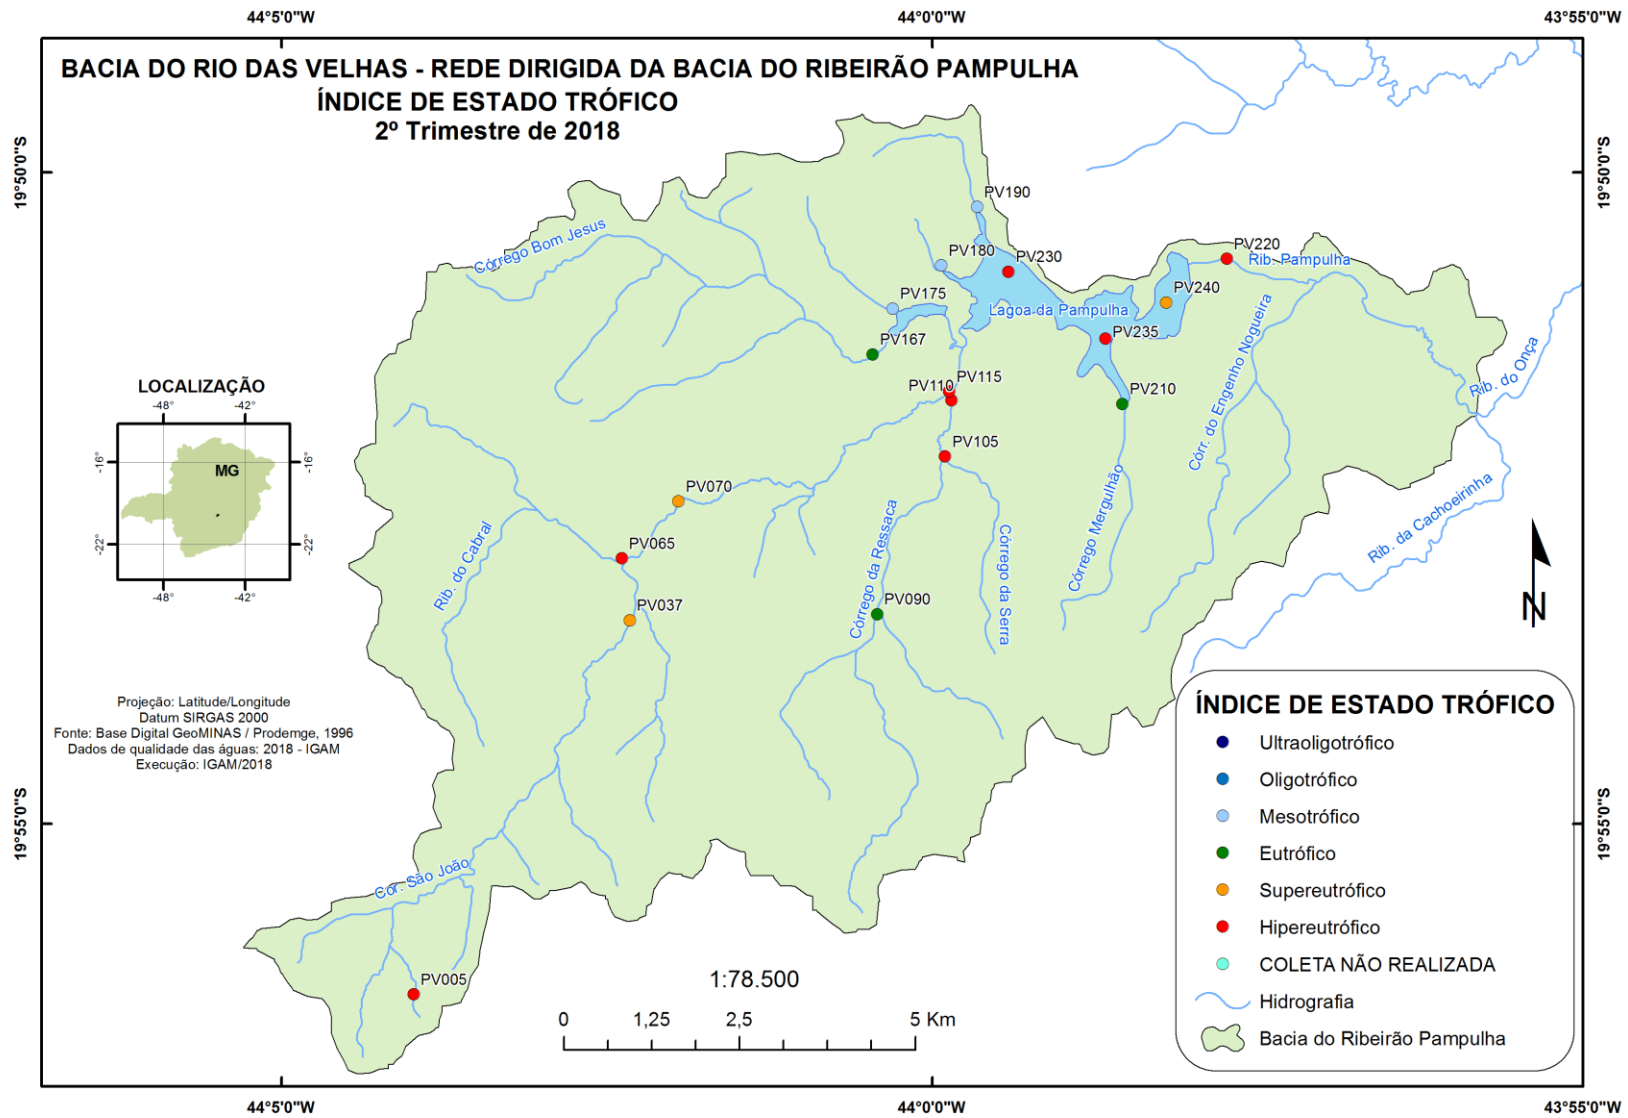 44°5'0"W
44°0'0"W
43°55'0"W
BACIA DO RIO DAS VELHAS - REDE DIRIGIDA DA BACIA DO RIBEIRÃO PAMPULHA
ÍNDICE DE ESTADO TRÓFICO
2º Trimestre de 2018
19°50'0"S
19°50'0"S
PV190
Córrego Bom Jesus
PV180
PV230
PV220
Rib. Pampulha
PV240
PV175
Lagoa da Pampulha
PV235
PV167
Córr. do Engenho Nogueira
Rib. do Onça
LOCALIZAÇÃO
-48°
-42°
-16°
MG
-16°
-22°
-22°
-48°
-42°
PV115
PV110
PV210
PV105
PV070
Rib. da Cachoeirinha
Córrego Mergulhão
Córrego da Ressaca
Córrego da Serra
Rib. do Cabral
PV065
PV037
PV090
N
Projeção: Latitude/Longitude
Datum SIRGAS 2000
Fonte: Base Digital GeoMINAS / Prodemge, 1996
Dados de qualidade das águas: 2018 - IGAM
Execução: IGAM/2018
ÍNDICE DE ESTADO TRÓFICO
Ultraoligotrófico
Oligotrófico
Mesotrófico
Eutrófico
Supereutrófico
Hipereutrófico
COLETA NÃO REALIZADA
Hidrografia
Bacia do Ribeirão Pampulha
19°55'0"S
19°55'0"S
Cor. São João
PV005
1:78.500
0 1,25 2,5 5 Km
44°5'0"W
44°0'0"W
43°55'0"W